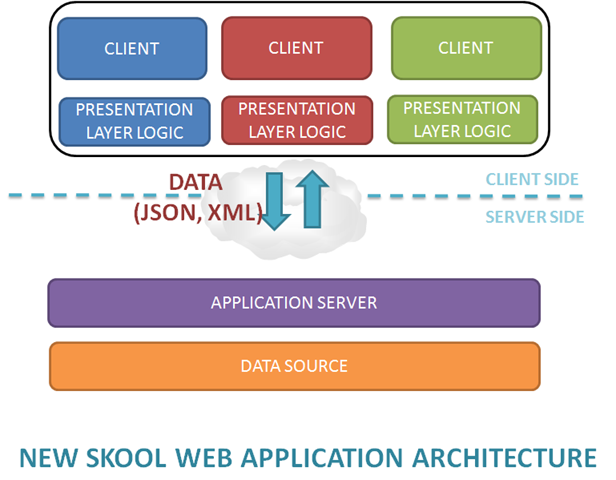 CLIENT
CLIENT
CLIENT
PRESENTATION
LAYER LOGIC
PRESENTATION
LAYER LOGIC
PRESENTATION
LAYER LOGIC
DATA
(JSON, XML)
CLIENT SIDE
SERVER SIDE
APPLICATION SERVER
DATA SOURCE
NEW SKOOL WEB APPLICATION ARCHITECTURE